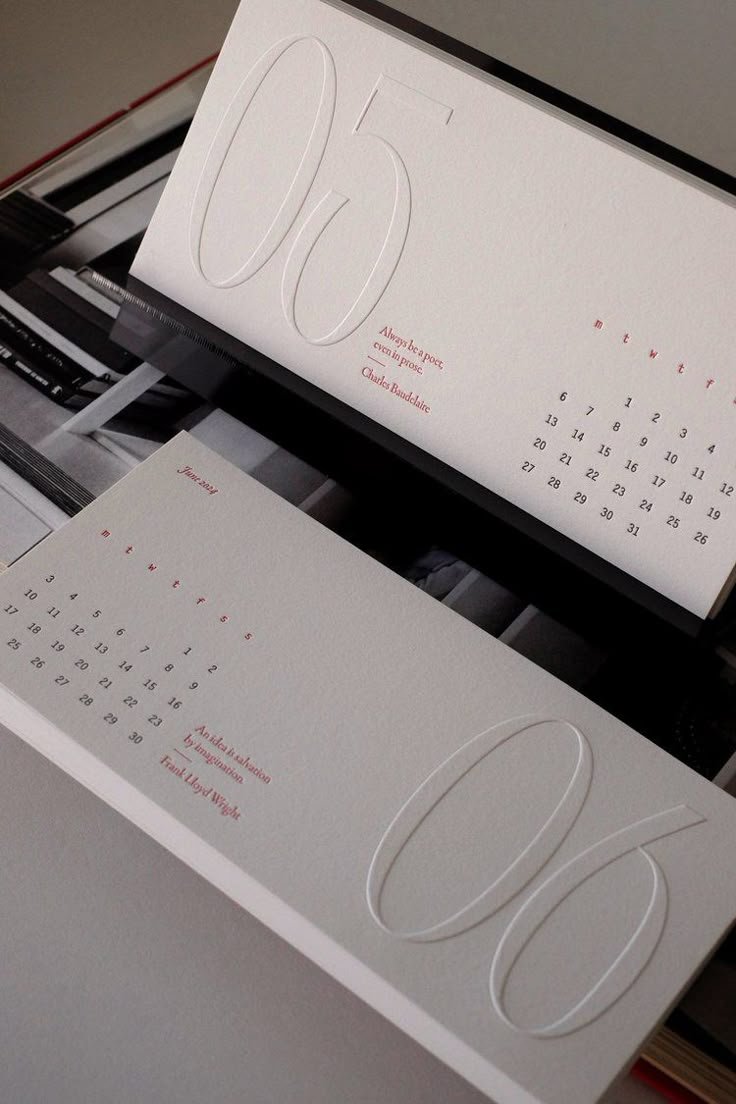 05
Always be a poet,
even in prose.
Charles Baudelaire
m t w t f s
1 2 3 4
6 7 8 9 10 11 12
13 14 15 16 17 18 19
20 21 22 23 24 25 26
27 28 29 30 31
June 2024
m t w t f s s
1 2
3 4 5 6 7 8 9
10 11 12 13 14 15 16
17 18 19 20 21 22 23
25 26 27 28 29 30
An idea is salvation
by imagination.
Frank Lloyd Wright
06